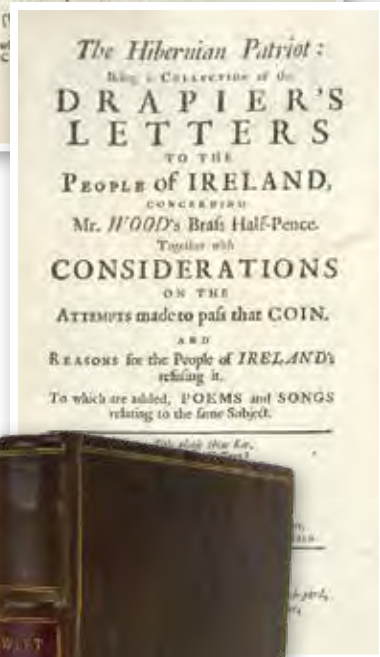 The Hibernian Patriot:
Being a COLLECTION of the
DRAPIER'S
LETTERS
TO THE
PEOPLE of IRELAND,
CONCERNING
Mr. WOOD's Braſs Half-Pence.
Together with
CONSIDERATIONS
ON THE
ATTEMPTS made to paſs that COIN.
AND
REASONS for the People of IRELAND's
refuſing it.
To which are added, POEMS and SONGS
relating to the ſame Subject.